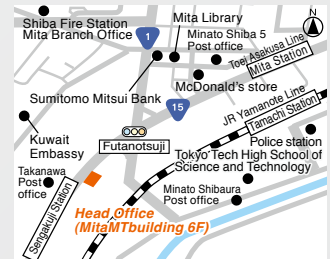 Shiba Fire Station
Mita Branch Office
Mita Library
1
Minato Shiba 5
Post office
Toei Asakusa Line
Mita Station
Sumitomo Mitsui Bank
McDonald's store
15
JR Yamanote Line
Tamachi Station
Kuwait
Embassy
Futanotsuji
Police station
Tokyo Tech High School of
Science and Technology
Takanawa
Post
office
Minato Shibaura
Post office
Sengakuji Station
Head Office
(MitaMTbuilding 6F)